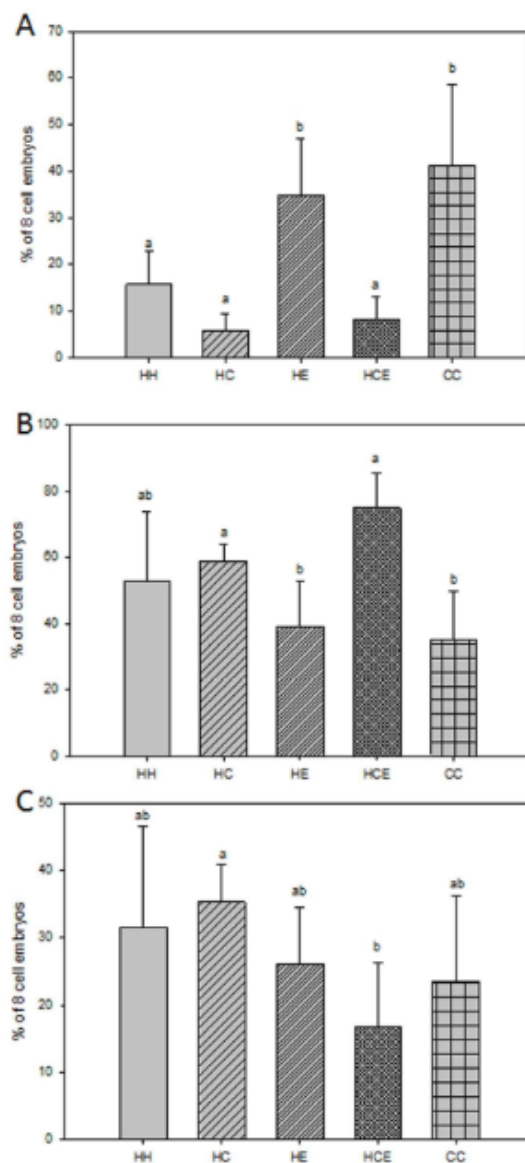 A
% of 8 cell embryos
70
60
50
40
30
20
10
0
a
a
b
a
b
HH HC HE HCE CC
B
% of 8 cell embryos
100
80
60
40
20
0
ab
a
b
a
b
HH HC HE HCE CC
C
% of 8 cell embryos
50
40
30
20
10
0
ab
a
ab
b
ab
HH HC HE HCE CC